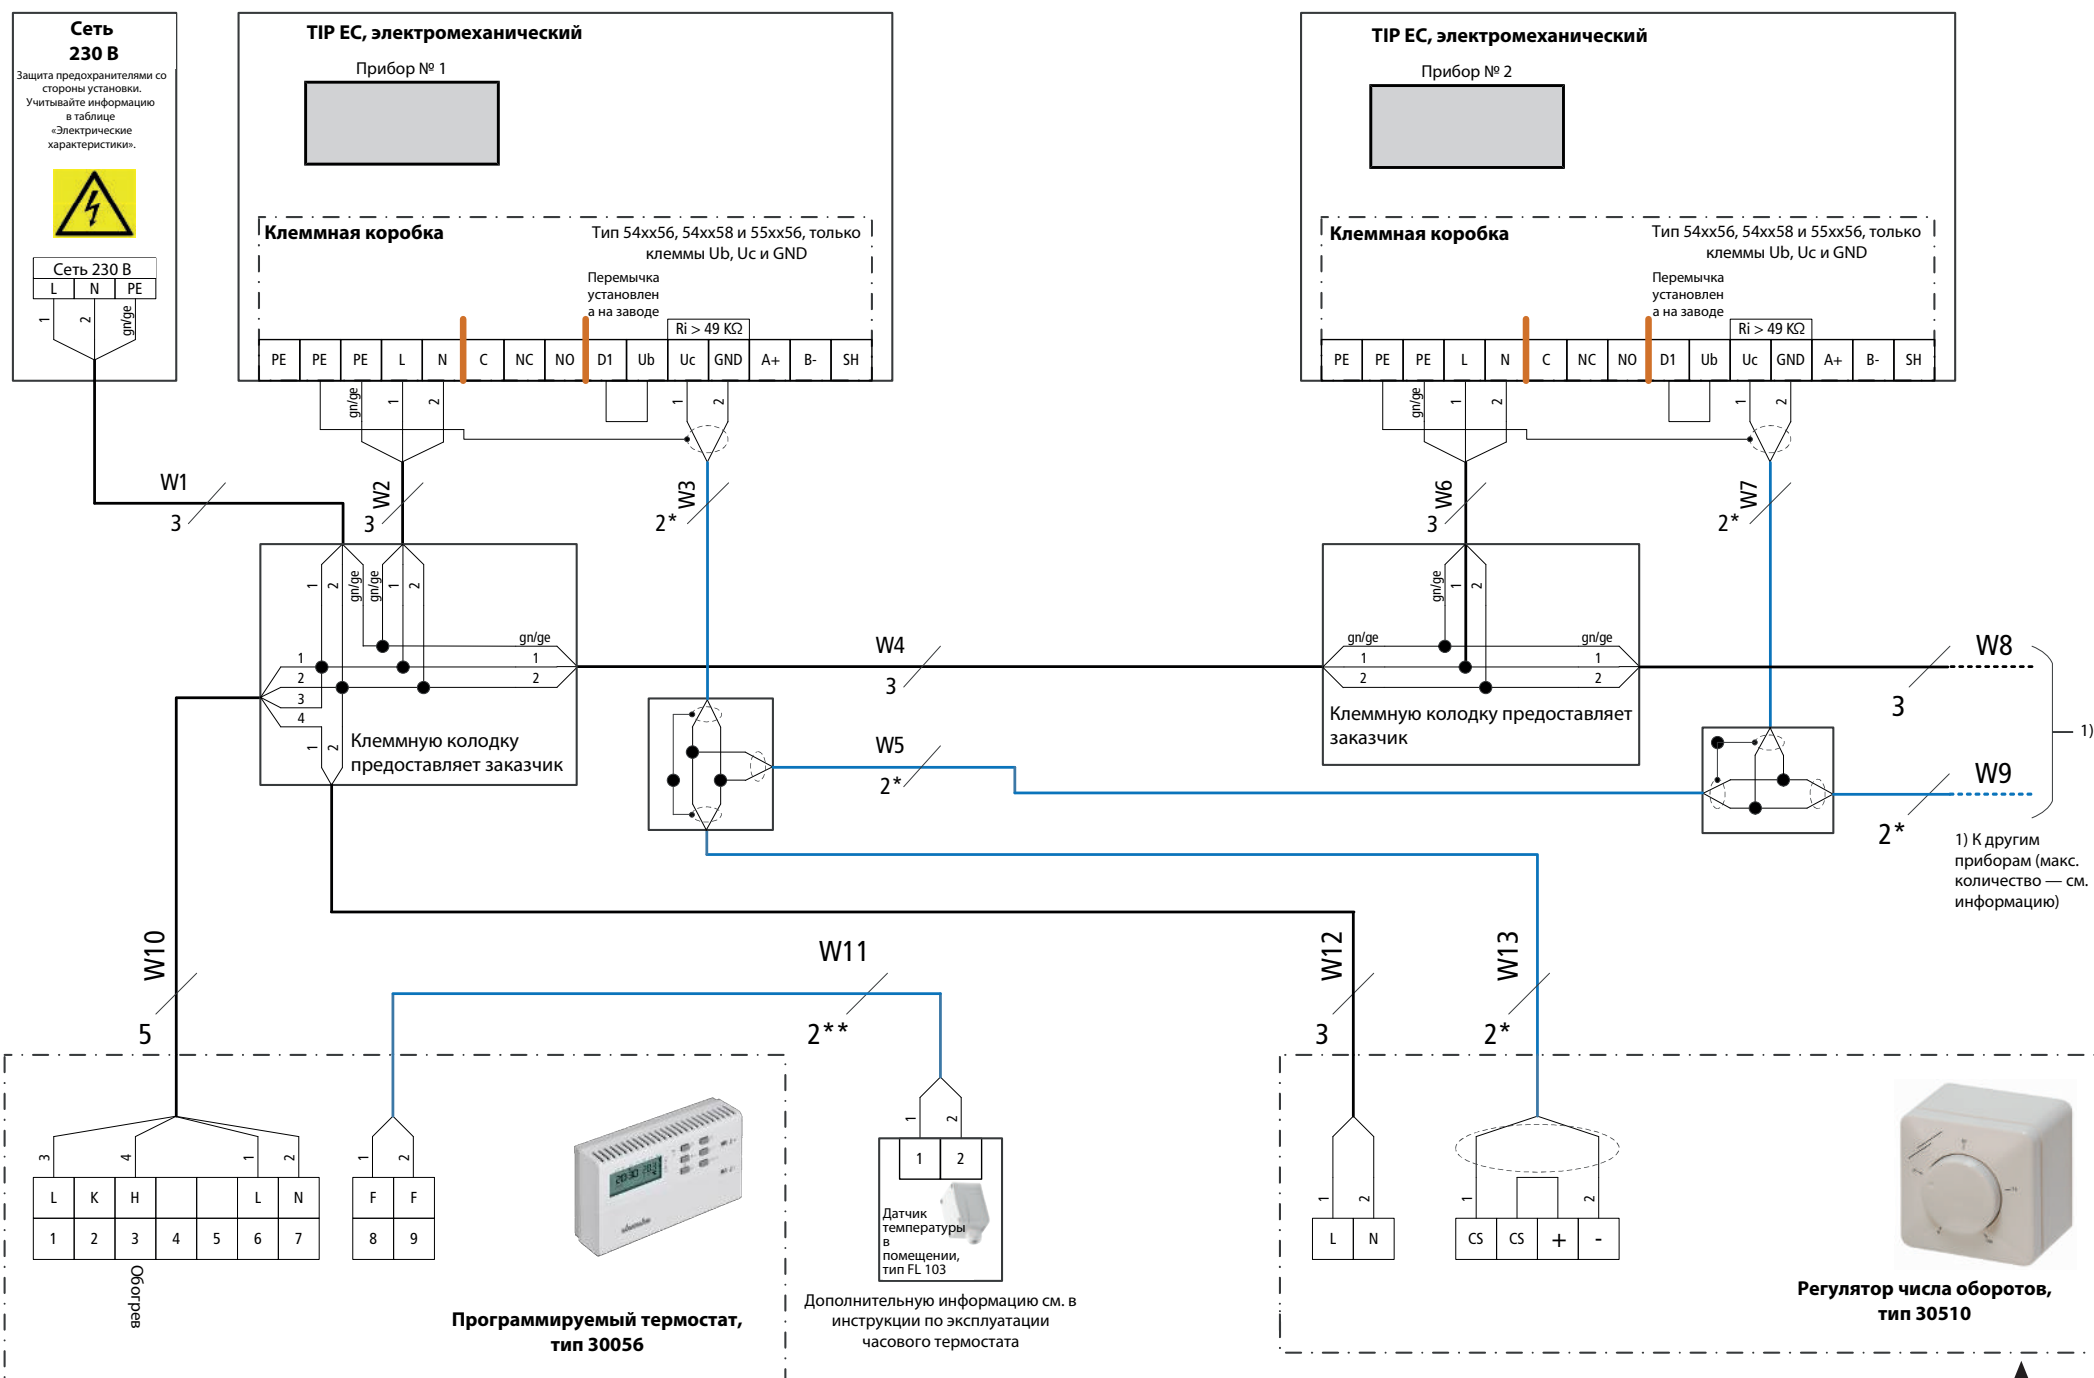 Сеть
230 В
Защита предохранителями со
стороны установки.
Учитывайте информацию
в таблице
«Электрические
характеристики».
Сеть 230 В
L N PE
1 2 gn/ge
TIP EC, электромеханический
Прибор № 1
Клеммная коробка
Тип 54xx56, 54xx58 и 55xx56, только
клеммы Ub, Uc и GND
Перемычка
установлен
а на заводе
Ri > 49 KΩ
PE PE PE L N C NC NO D1 Ub Uc GND A+ B- SH
gn/ge 1 2 1 2
TIP EC, электромеханический
Прибор № 2
Клеммная коробка
Тип 54xx56, 54xx58 и 55xx56, только
клеммы Ub, Uc и GND
Перемычка
установлен
а на заводе
Ri > 49 KΩ
PE PE PE L N C NC NO D1 Ub Uc GND A+ B- SH
gn/ge 1 2 1 2
W1
3
W2
3
W3
2*
W6
3
W7
2*
1 2 gn/ge gn/ge 1 2
gn/ge
1 1
2 2
3
4
1 2
Клеммную колодку
предоставляет заказчик
W4
3
W5
2*
gn/ge 1 2
gn/ge gn/ge
1 1
2 2
Клеммную колодку предоставляет
заказчик
W8
3
W9
2*
1)
1) К другим
приборам (макс.
количество — см.
информацию)
W10
5
W11
2**
W12
3
W13
2*
3 4 1 2
L K H L N
1 2 3 4 5 6 7
Обогрев
1 2
F F
8 9
20:30
Программируемый термостат,
тип 30056
1 2
1 2
Датчик
температуры
в
помещении,
тип FL 103
Дополнительную информацию см. в
инструкции по эксплуатации
часового термостата
1 2
L N
1 2
CS CS + -
Регулятор числа оборотов,
тип 30510